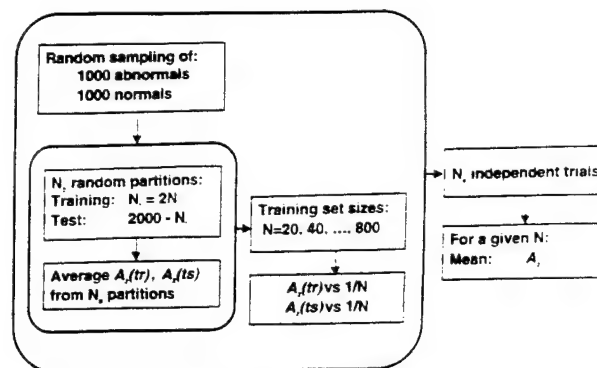 Random sampling of:
1000 abnormals
1000 normals
random partitions:
Training: N. = 2N
Test: 2000 - N.
Average A,(tr), A,(ts)
from N, partitions
Training set sizes:
N=20. 40. .... 800
A,(tr) vs 1/N
A,(ts) vs 1/N
N, independent trials
For a given N:
Mean: A,